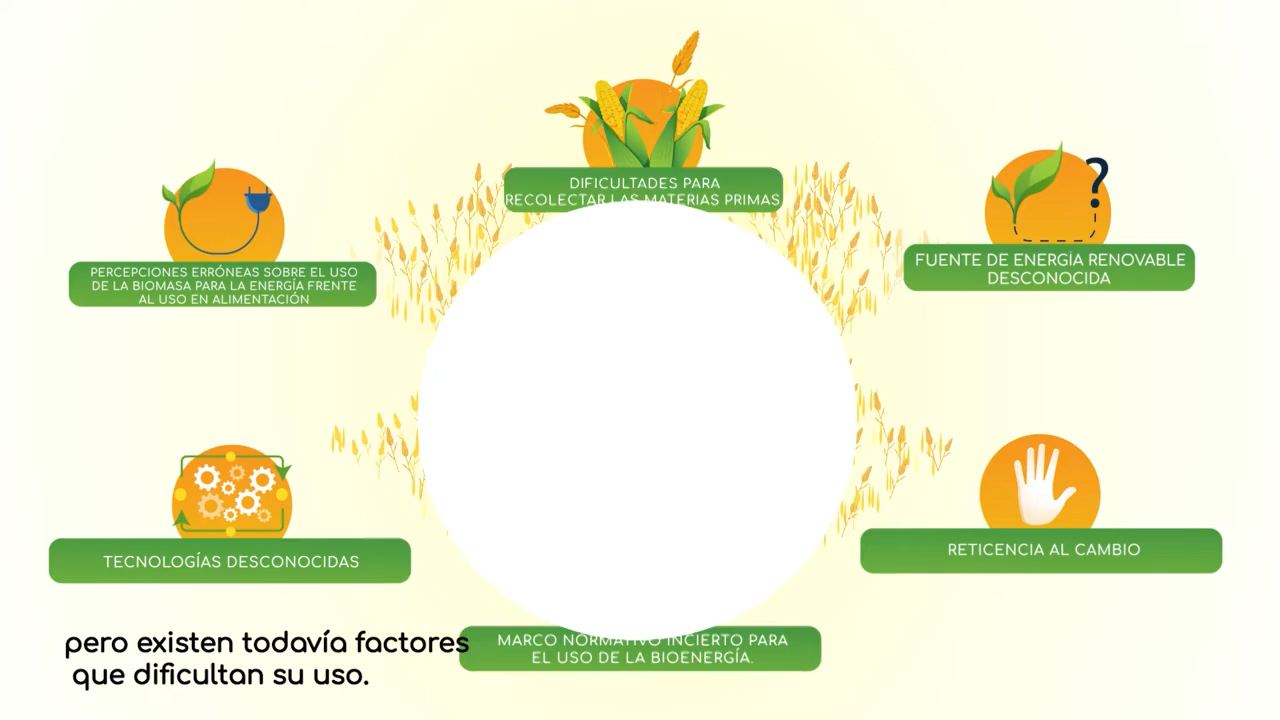 DIFICULTADES PARA
RECOLECTAR LAS MATERIAS PRIMAS
PERCEPCIONES ERRÓNEAS SOBRE EL USO
DE LA BIOMASA PARA LA ENERGÍA FRENTE
AL USO EN ALIMENTACIÓN
?
FUENTE DE ENERGÍA RENOVABLE
DESCONOCIDA
TECNOLOGÍAS DESCONOCIDAS
RETICENCIA AL CAMBIO
MARCO NORMATIVO INCIERTO PARA
EL USO DE LA BIOENERGÍA.
pero existen todavía factores
que dificultan su uso.